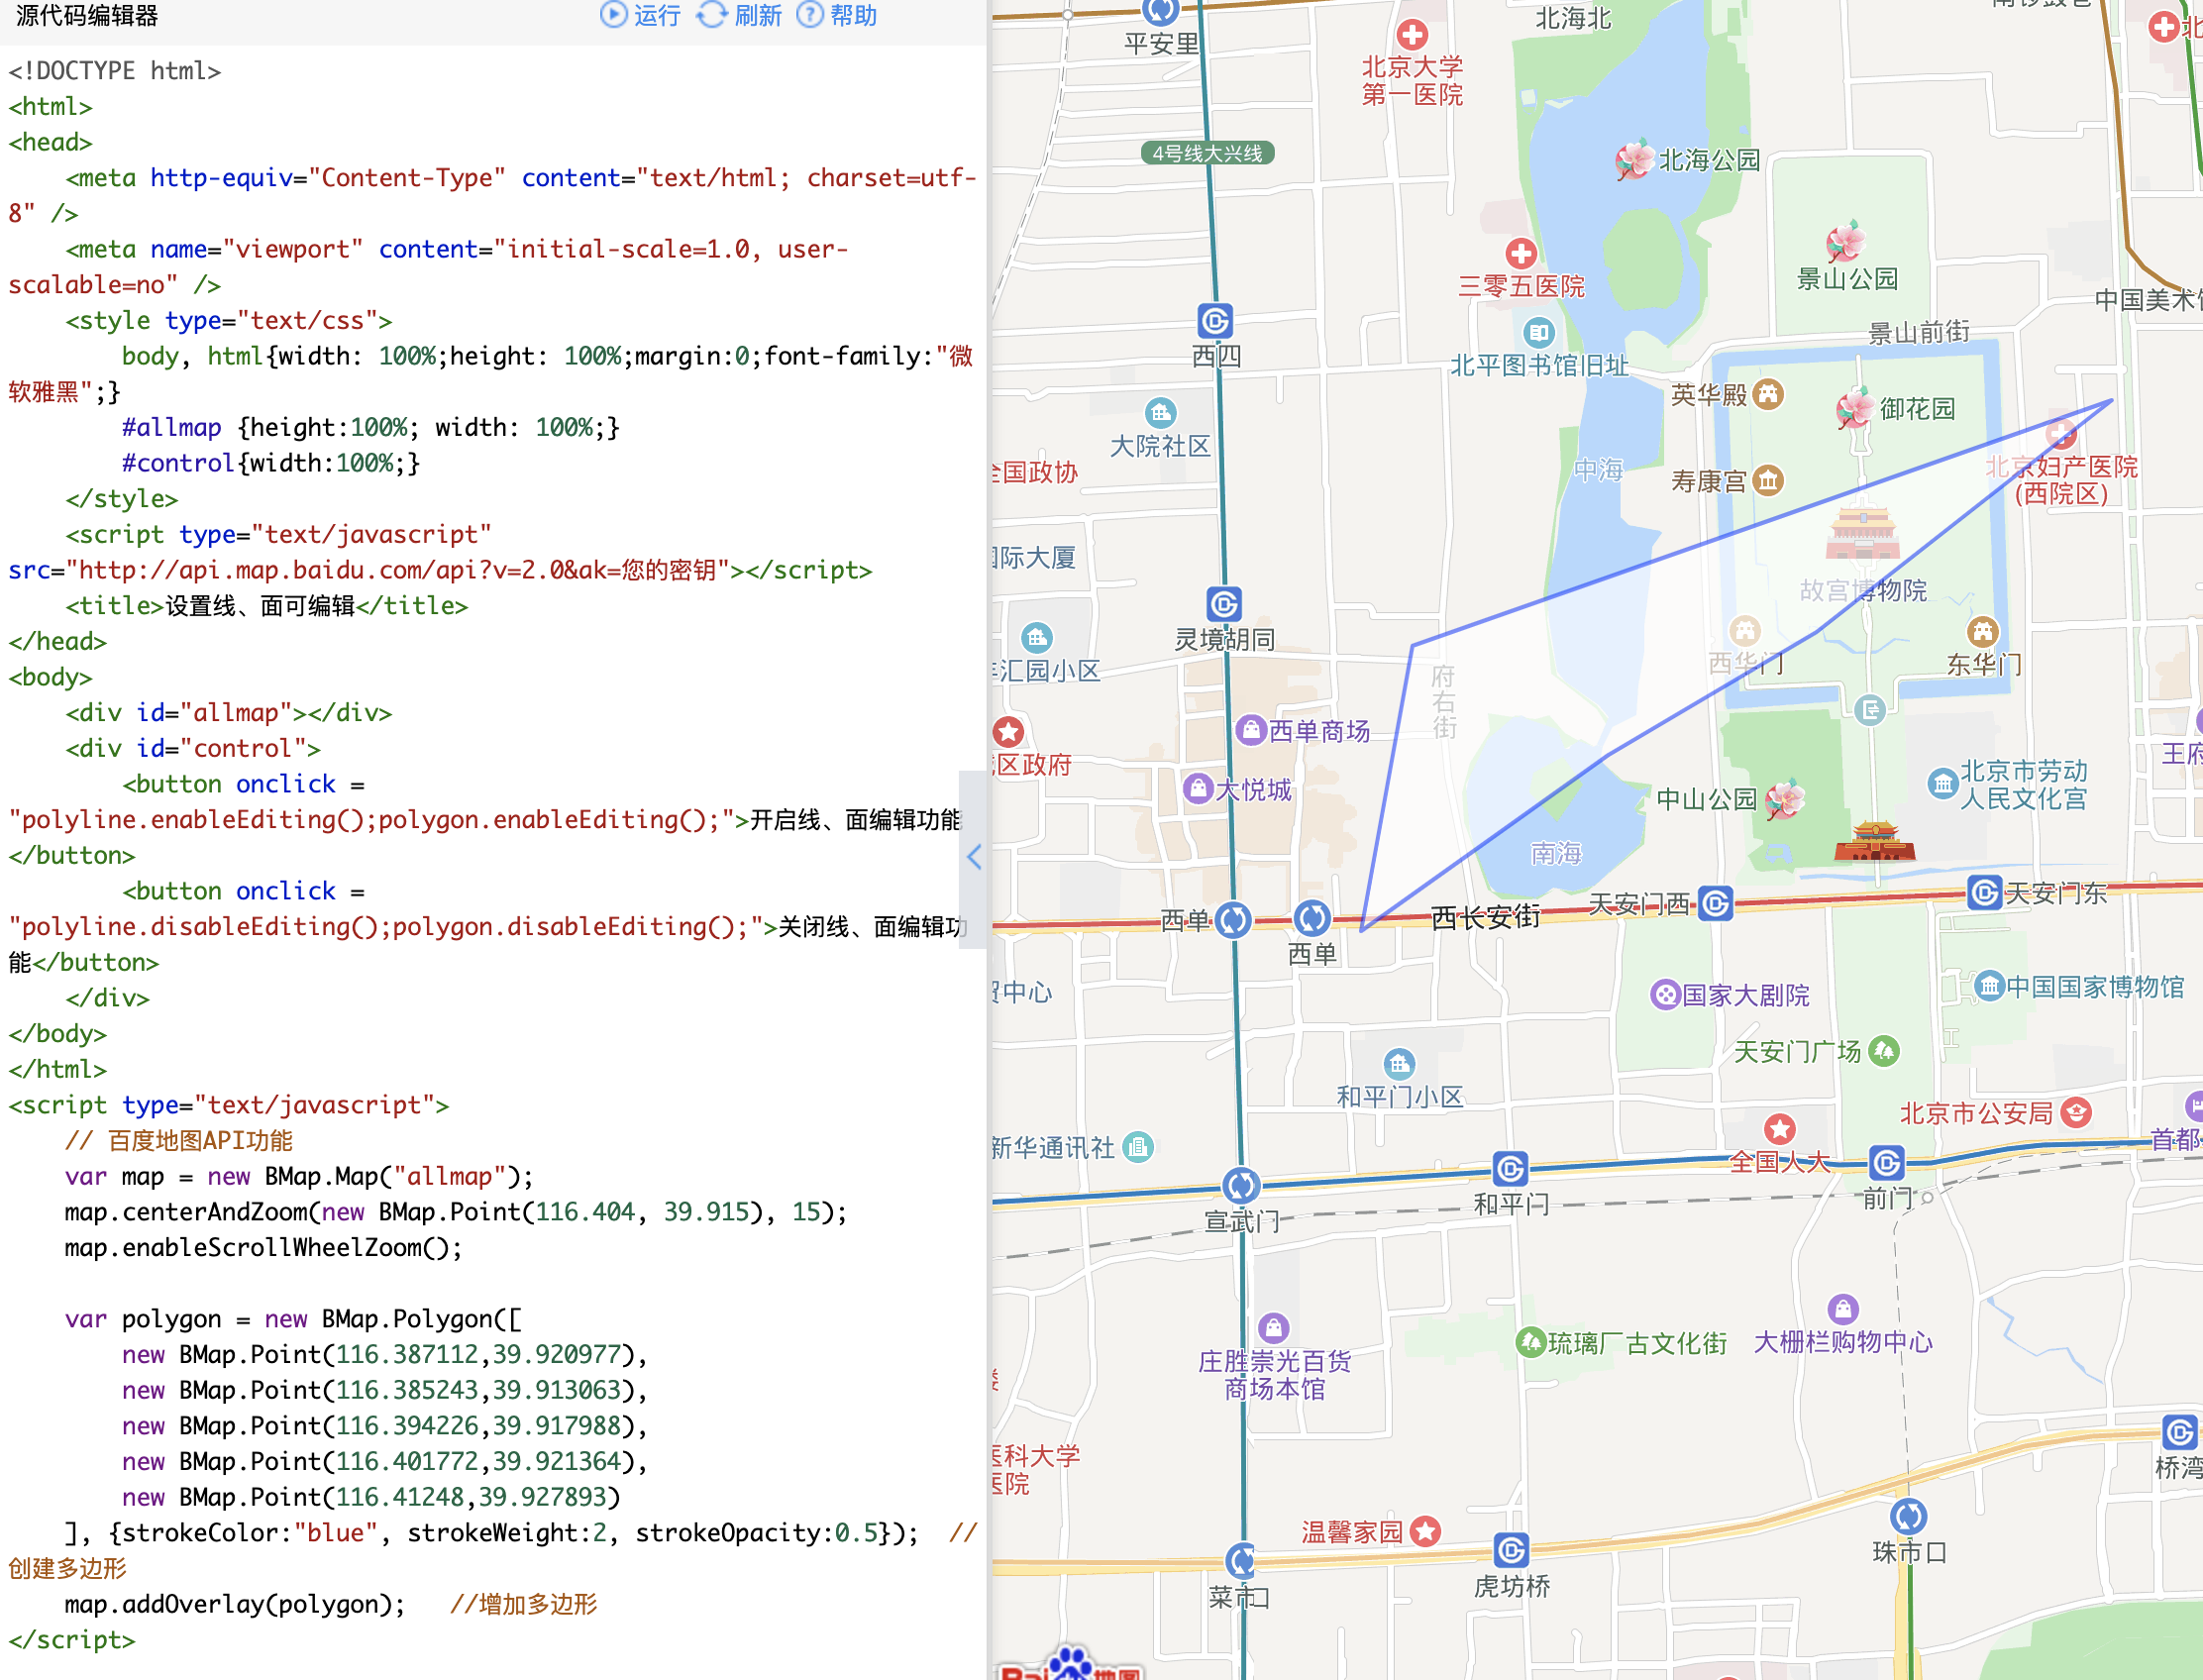 源代码编辑器
运行 刷新 帮助
<!DOCTYPE html>
<html>
<head>
    <meta http-equiv="Content-Type" content="text/html; charset=utf-
8" />
    <meta name="viewport" content="initial-scale=1.0, user-
scalable=no" />
    <style type="text/css">
        body, html{width: 100%;height: 100%;margin:0;font-family:"微
软雅黑";}
        #allmap {height:100%; width: 100%;}
        #control{width:100%;}
    </style>
    <script type="text/javascript"
src="http://api.map.baidu.com/api?v=2.0&ak=您的密钥"></script>
    <title>设置线、面可编辑</title>
</head>
<body>
    <div id="allmap"></div>
    <div id="control">
        <button onclick =
"polyline.enableEditing();polygon.enableEditing();">开启线、面编辑功能
</button>
        <button onclick =
"polyline.disableEditing();polygon.disableEditing();">关闭线、面编辑功
能</button>
    </div>
</body>
</html>
<script type="text/javascript">
    // 百度地图API功能
    var map = new BMap.Map("allmap");
    map.centerAndZoom(new BMap.Point(116.404, 39.915), 15);
    map.enableScrollWheelZoom();
    var polygon = new BMap.Polygon([
        new BMap.Point(116.387112,39.920977),
        new BMap.Point(116.385243,39.913063),
        new BMap.Point(116.394226,39.917988),
        new BMap.Point(116.401772,39.921364),
        new BMap.Point(116.41248,39.927893)
    ], {strokeColor:"blue", strokeWeight:2, strokeOpacity:0.5});  //
创建多边形
    map.addOverlay(polygon);   //增加多边形
</script>
北海北
平安里
北京大学
第一医院
4号线大兴线
北海公园
景山公园
三零五医院
中国美术
景山前街
西四
北平图书馆旧址
英华殿
御花园
大院社区
全国政协
中海
寿康宫
北京妇产医院
(西院区)
国际大厦
故宫博物院
灵境胡同
汇园小区
西华门
东华门
府右街
西单商场
区政府
王府
大悦城
中山公园
北京市劳动
人民文化宫
南海
西单
西单
西长安街
天安门西
天安门东
贸中心
国家大剧院
中国国家博物馆
天安门广场
和平门小区
北京市公安局
新华通讯社
全国人大
首都
宣武门
和平门
前门
庄胜崇光百货
商场本馆
琉璃厂古文化街
大栅栏购物中心
医科大学
医院
桥湾
温馨家园
珠市口
菜市口
虎坊桥